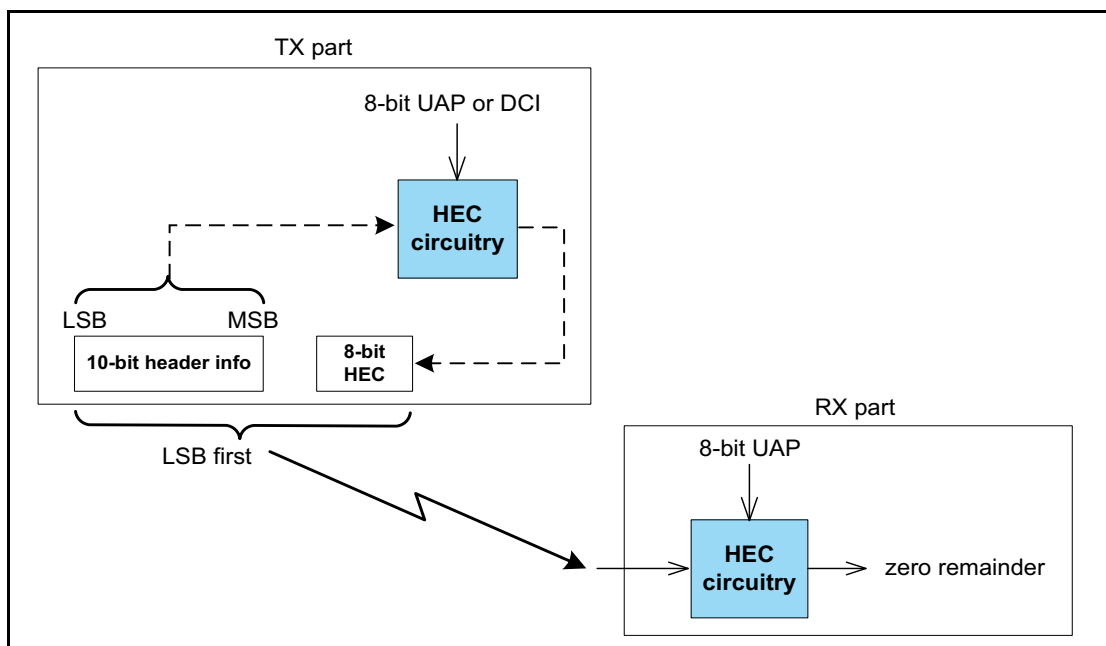 TX part
8-bit UAP or DCI
HEC
circuitry
LSB
MSB
10-bit header info
8-bit
HEC
LSB first
RX part
8-bit UAP
HEC
circuitry
zero remainder